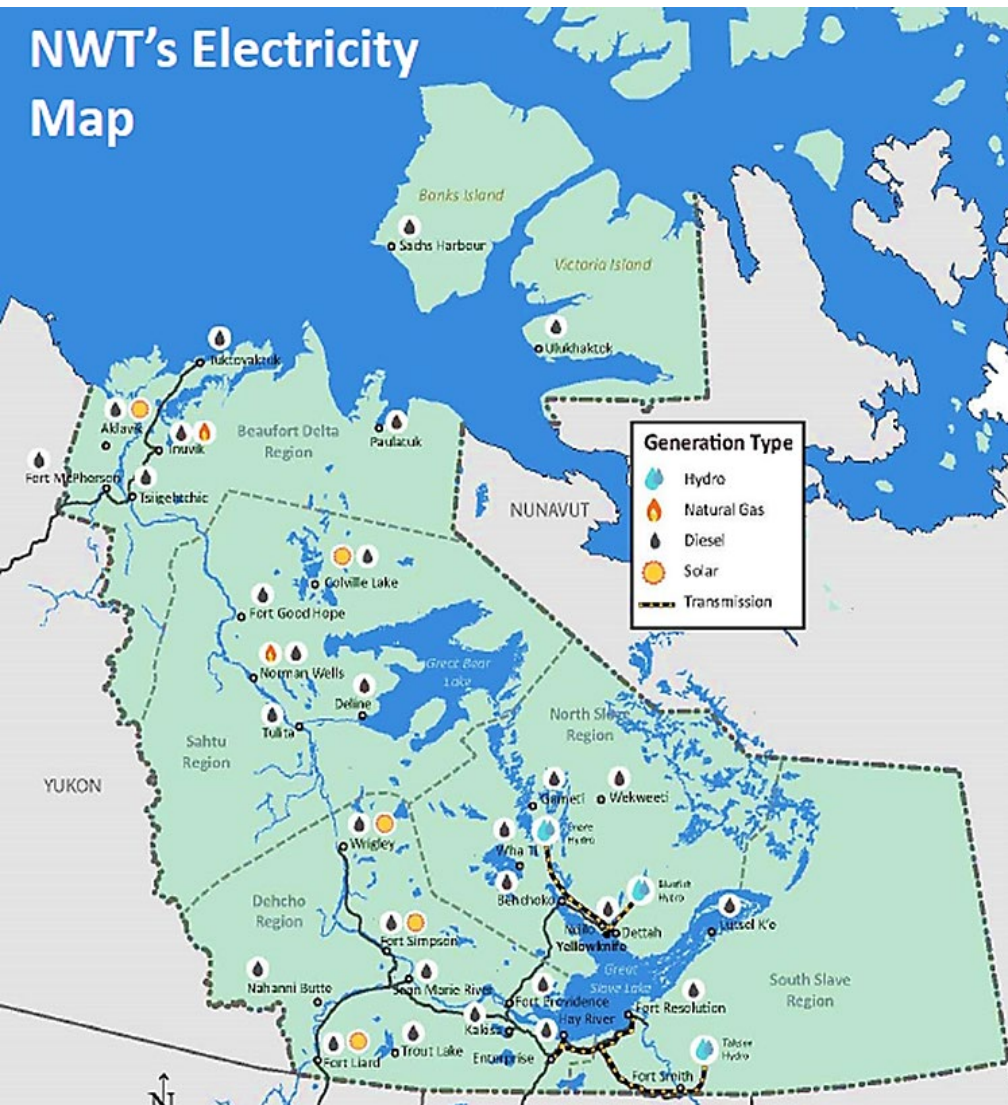 NWT's Electricity
Map
Banks Island
Sachs Harbour
Victoria Island
Ulukhaktok
Tuktoyaktuk
Aklavik
Inuvik
Beaufort Delta
Region
Paulatuk
Fort McPherson
Tsiigehtchic
NUNAVUT
Generation Type
Hydro
Natural Gas
Diesel
Solar
Transmission
Colville Lake
Fort Good Hope
Norman Wells
Great Bear
Lake
Deline
Tulita
North Slave
Region
Sahtu
Region
YUKON
Gameti
Wekweeti
Snare
Hydro
Wha Ti
Wrigley
Behchoko
Bluefish
Hydro
Dehcho
Region
Fort Simpson
Ndilo
Dettah
Yellowknife
Lutsel K'e
Great
Slave Lake
South Slave
Region
Nahanni Butte
Jean Marie River
Fort Providence
Hay River
Fort Resolution
Kakisa
Enterprise
Trout Lake
Fort Liard
Taltson
Hydro
Fort Smith
N